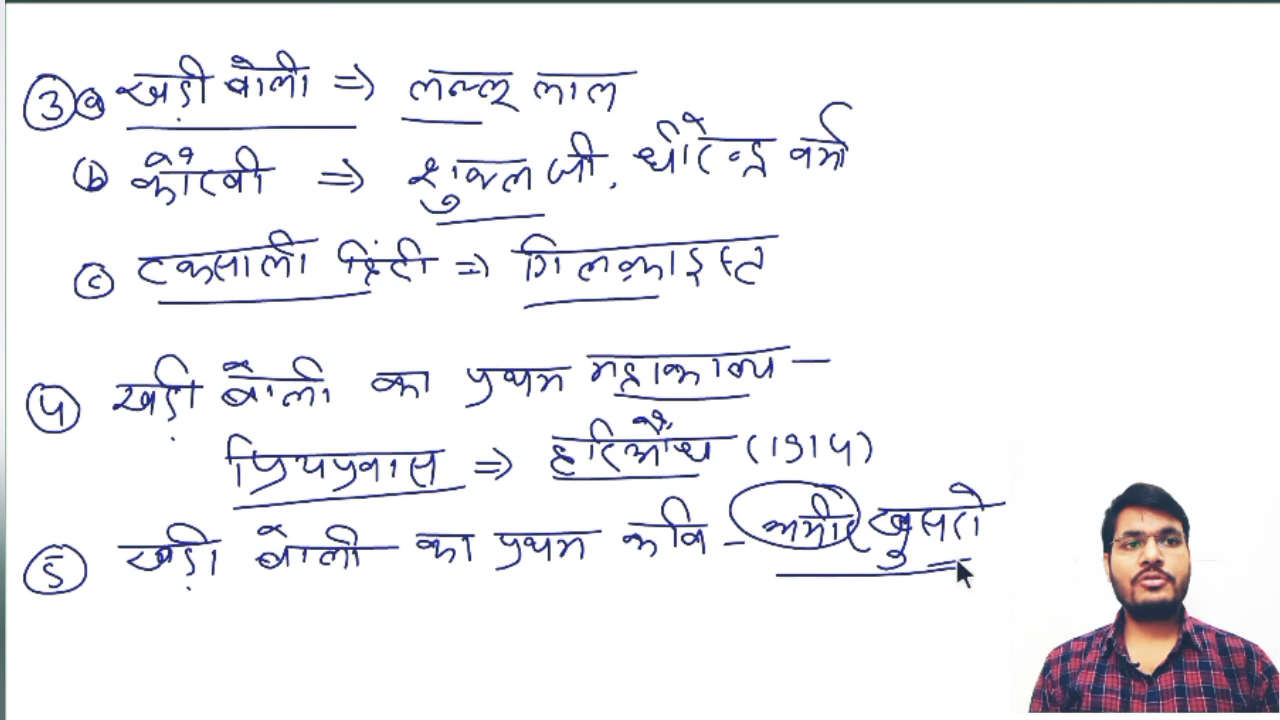 ③ⓐ खड़ी बोली ⇒ लल्लू लाल
ⓑ कौरवी ⇒ शुक्ल जी, धीरेन्द्र वर्मा
ⓒ टकसाली हिंदी ⇒ गिलक्राइस्ट
④ खड़ी बोली का प्रथम महाकाव्य —
प्रियप्रवास ⇒ हरिऔध (1914)
⑤ खड़ी बोली का प्रथम कवि - अमीर खुसरो